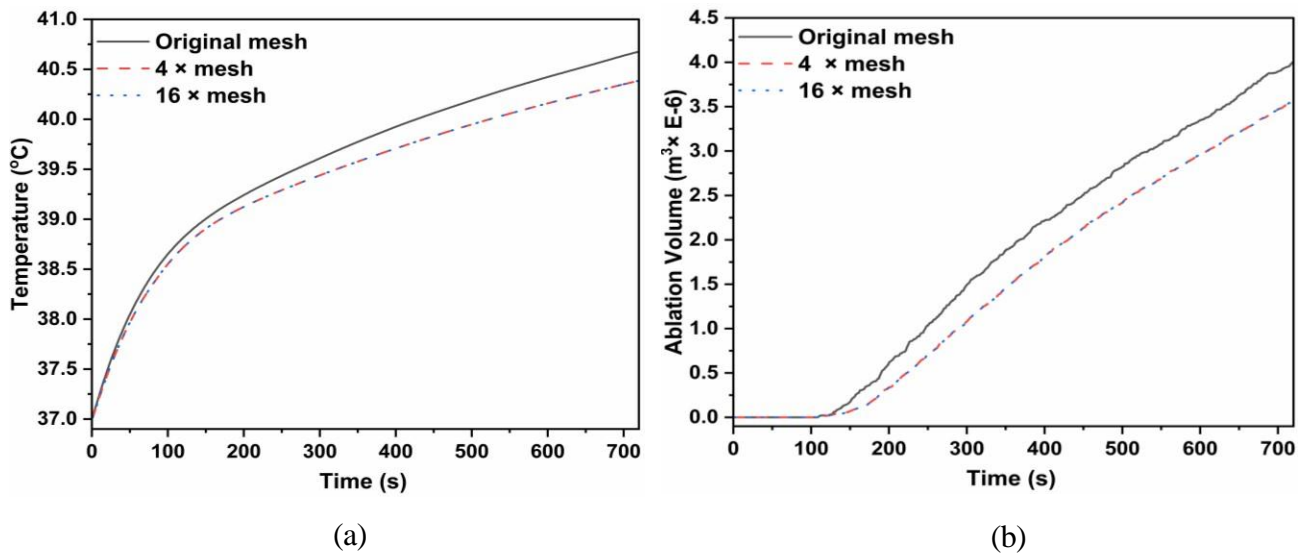 41.0
40.5
40.0
39.5
39.0
38.5
38.0
37.5
37.0
Temperature (ºC)
Original mesh
4 × mesh
16 × mesh
0 100 200 300 400 500 600 700
Time (s)
(a)
4.5
4.0
3.5
3.0
2.5
2.0
1.5
1.0
0.5
0.0
Ablation Volume (m³× E-6)
Original mesh
4 × mesh
16 × mesh
0 100 200 300 400 500 600 700
Time (s)
(b)